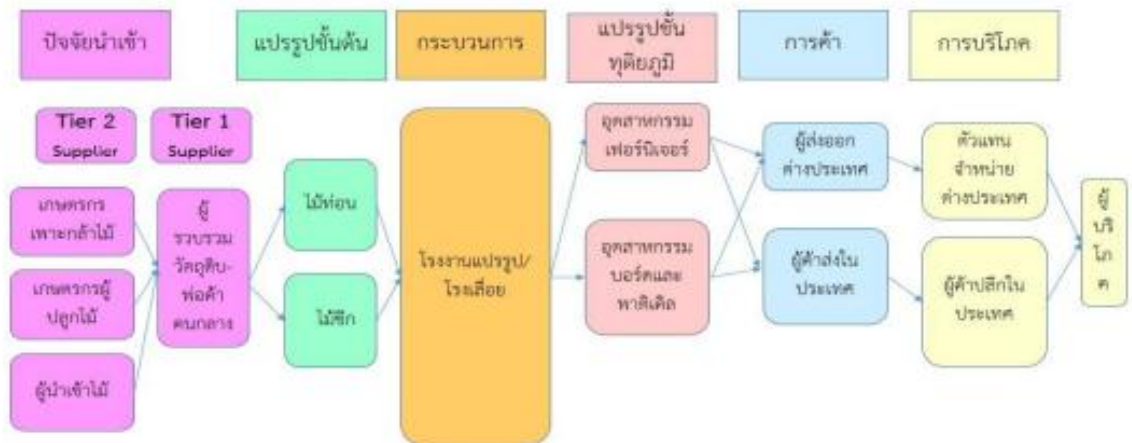 ปัจจัยนำเข้า
แปรรูปขั้นต้น
กระบวนการ
แปรรูปขั้น
ทุติยภูมิ
การค้า
การบริโภค
Tier 2
Supplier
Tier 1
Supplier
เกษตรกร
เพาะกล้าไม้
เกษตรกรผู้
ปลูกไม้
ผู้นำเข้าไม้
ผู้
รวบรวม
วัตถุดิบ-
พ่อค้า
คนกลาง
ไม้ท่อน
ไม้ซีก
โรงงานแปรรูป/
โรงเลื่อย
อุตสาหกรรม
เฟอร์นิเจอร์
อุตสาหกรรม
บอร์ดและ
พาติเคิล
ผู้ส่งออก
ต่างประเทศ
ผู้ค้าส่งใน
ประเทศ
ตัวแทน
จำหน่าย
ต่างประเทศ
ผู้ค้าปลีกใน
ประเทศ
ผู้
บริ
โภ
ค